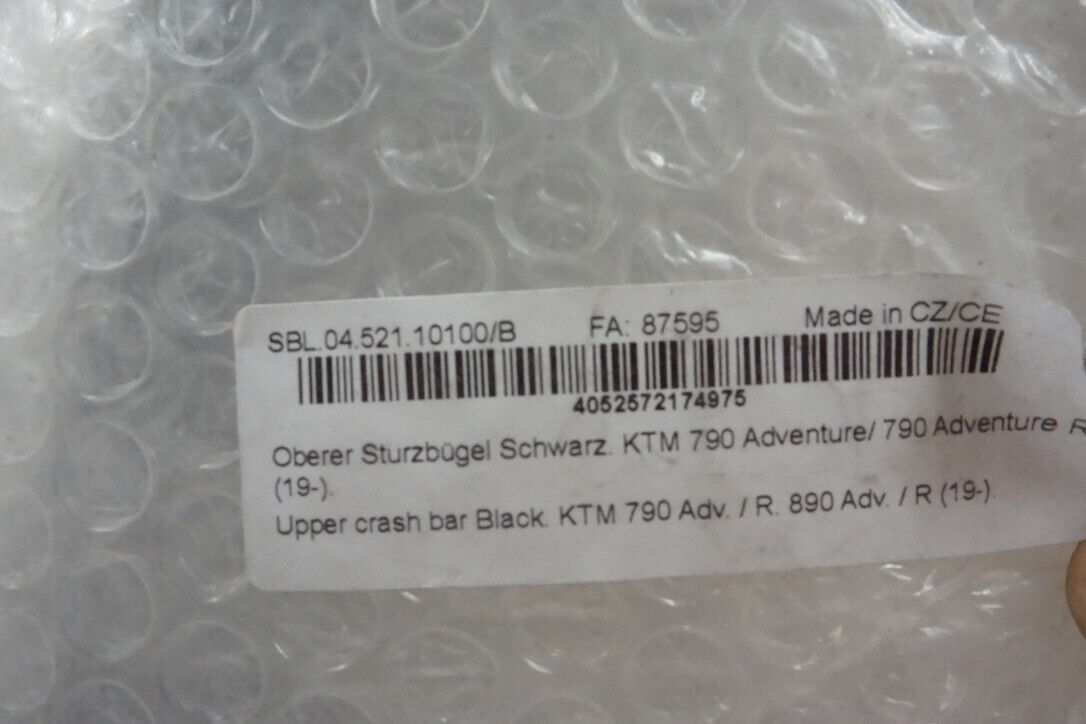 SBL.04.521.10100/B FA: 87595 Made in CZ/CE
4052572174975
Oberer Sturzbügel Schwarz. KTM 790 Adventure/ 790 Adventure R
(19-).
Upper crash bar Black. KTM 790 Adv. / R. 890 Adv. / R (19-).